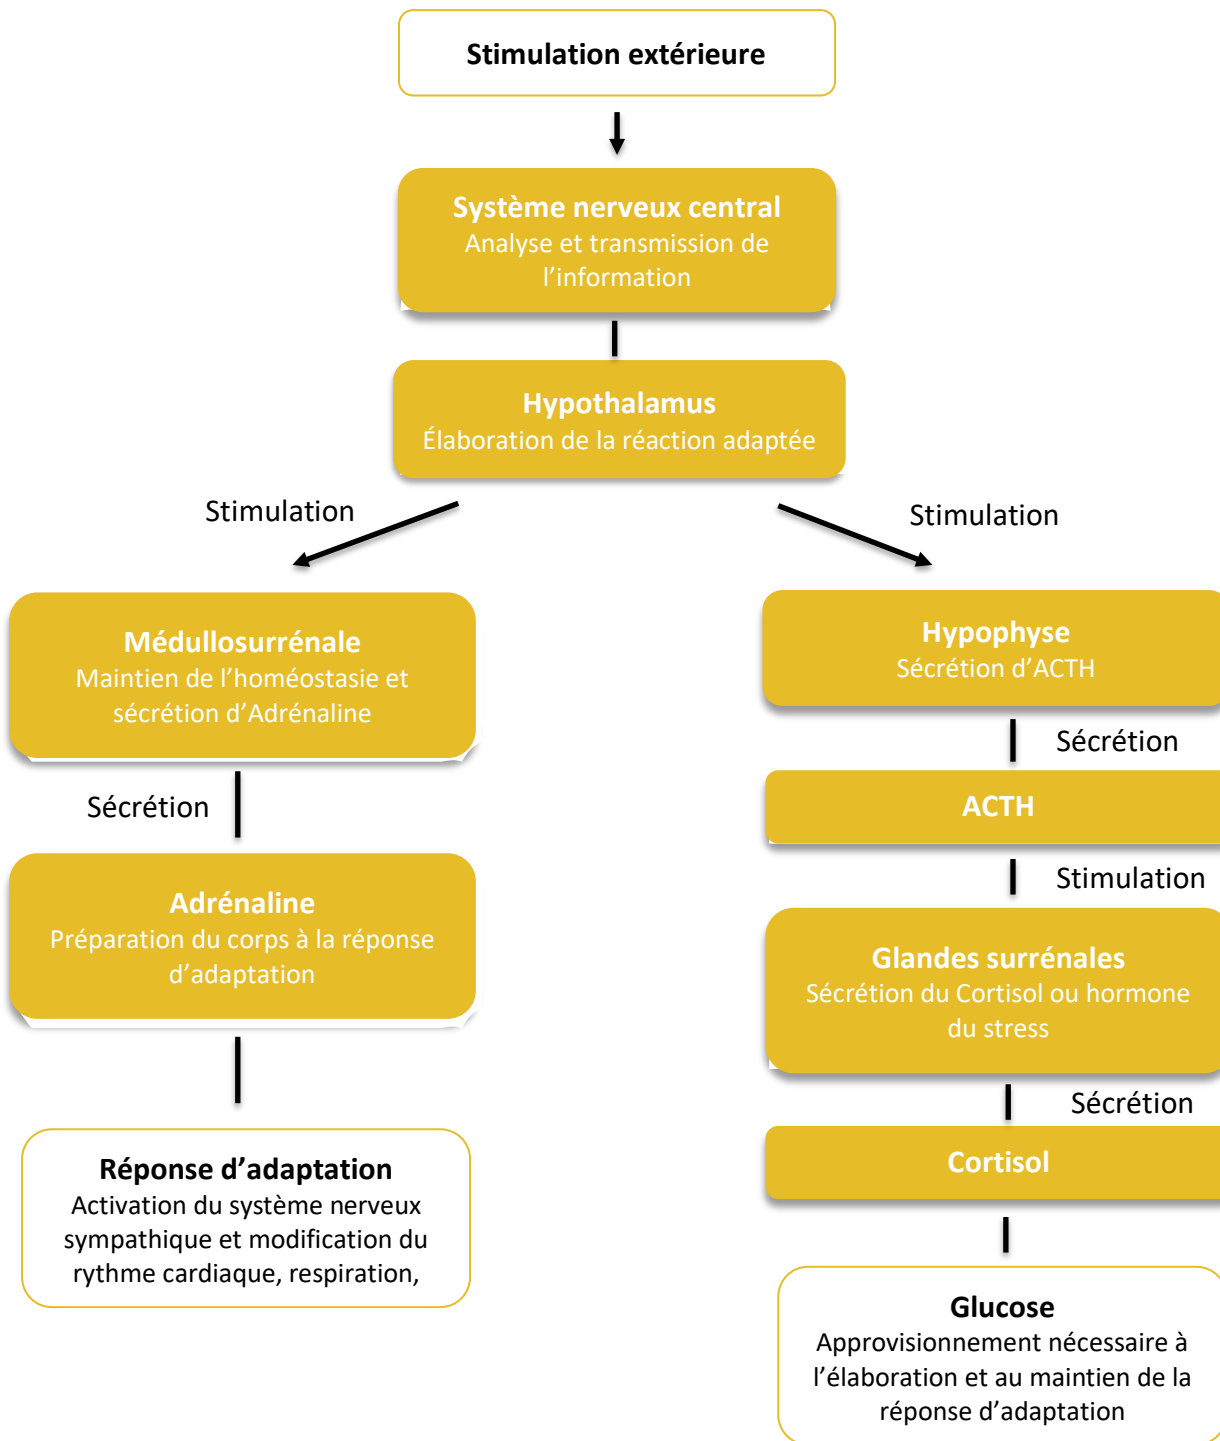 Stimulation extérieure
Système nerveux central
Analyse et transmission de
l’information
Hypothalamus
Élaboration de la réaction adaptée
Stimulation
Stimulation
Médullosurrénale
Maintien de l’homéostasie et
sécrétion d’Adrénaline
Sécrétion
Adrénaline
Préparation du corps à la réponse
d’adaptation
Réponse d’adaptation
Activation du système nerveux
sympathique et modification du
rythme cardiaque, respiration,
Hypophyse
Sécrétion d’ACTH
Sécrétion
ACTH
Stimulation
Glandes surrénales
Sécrétion du Cortisol ou hormone
du stress
Sécrétion
Cortisol
Glucose
Approvisionnement nécessaire à
l’élaboration et au maintien de la
réponse d’adaptation